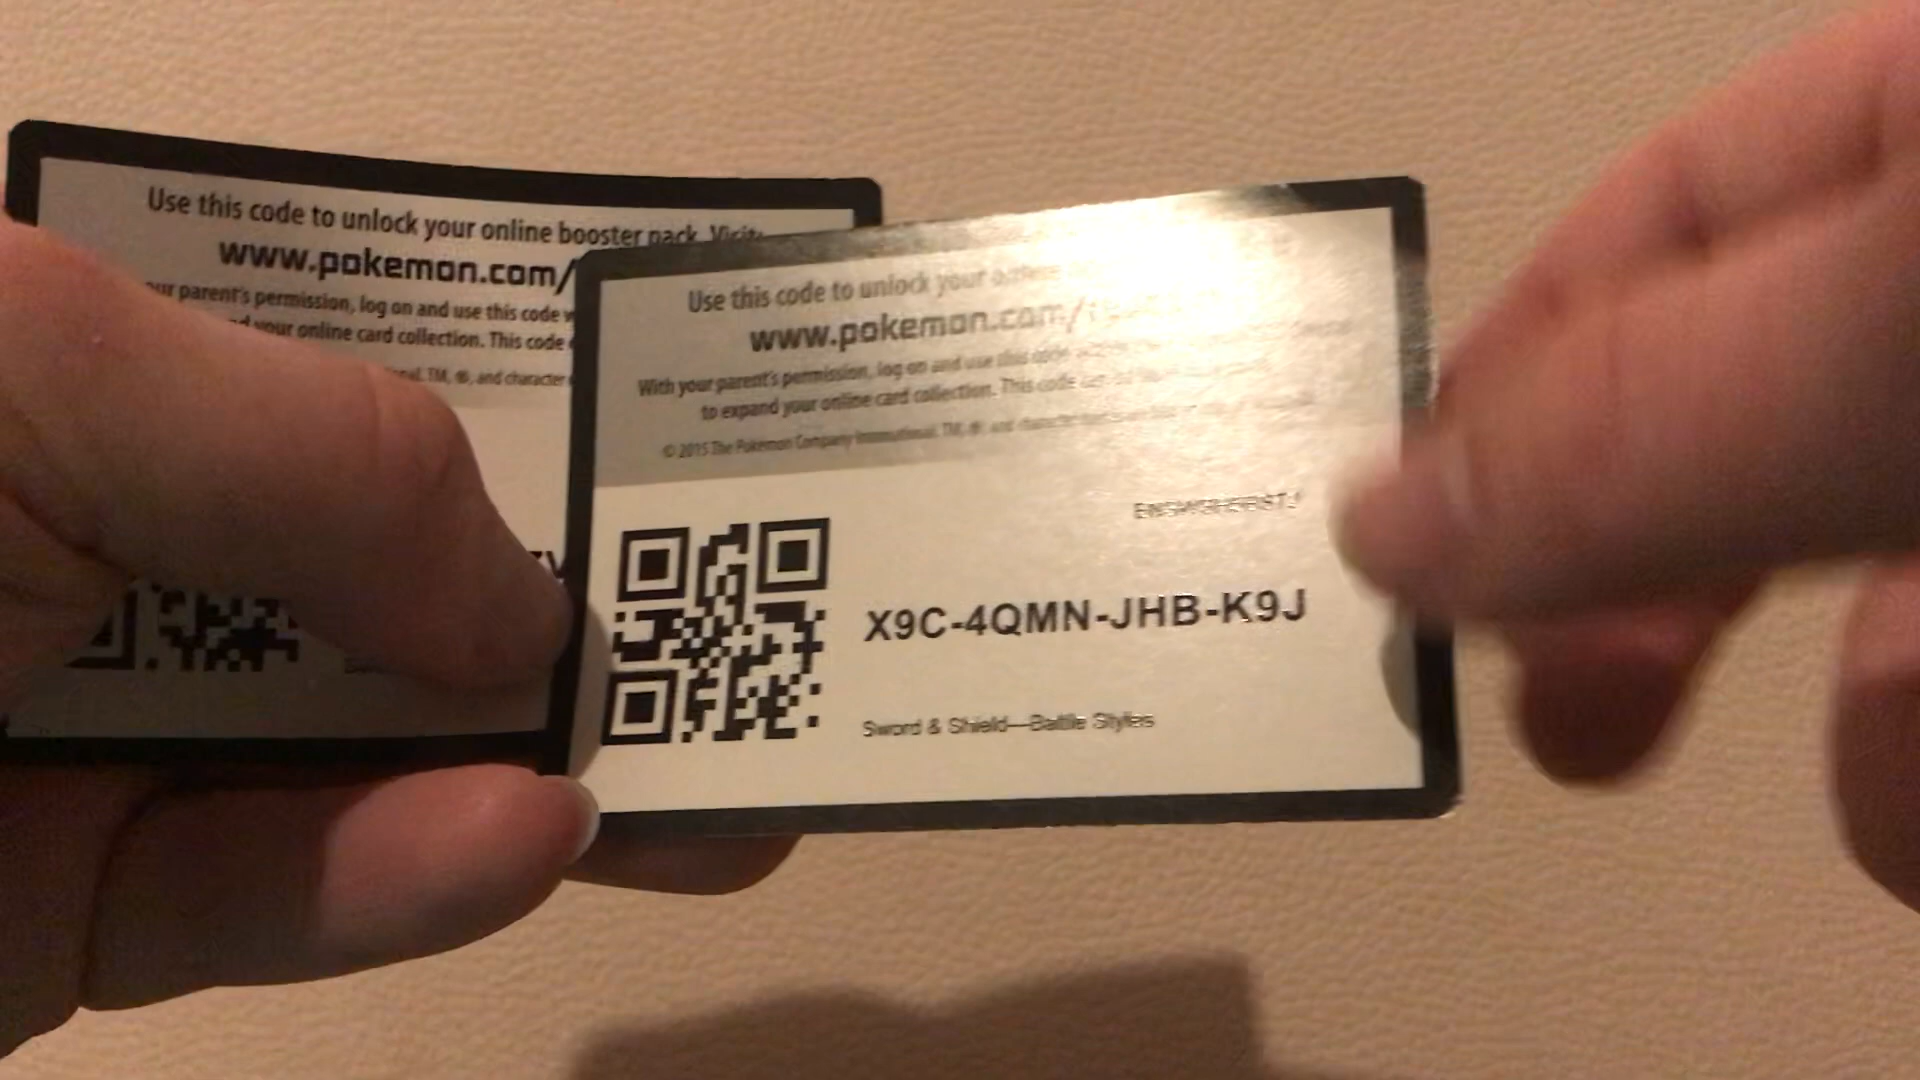 Use this code to unlock your online booster pack. Visit:
www.pokemon.com/
our parent's permission, log on and use this code
your online card collection. This code
TM, ®, and character
Use this code to unlock your
www.pokemon.com/
With your parent's permission, log on and use this code
to expand your online card collection. This code
© 2015 The Pokémon Company International. TM, ®, and character
X9C-4QMN-JHB-K9J
Sword & Shield—Battle Styles